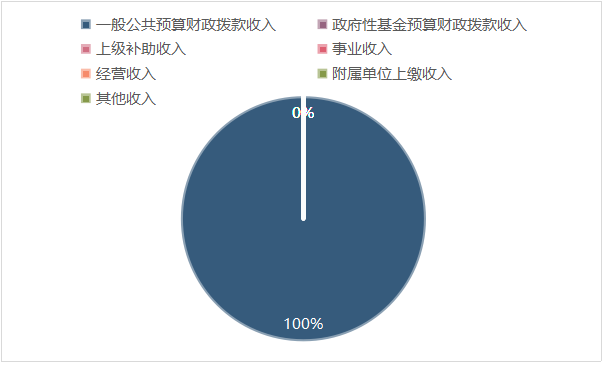 一般公共预算财政拨款收入 政府性基金预算财政拨款收入
上级补助收入 事业收入
经营收入 附属单位上缴收入
其他收入
0%
100%